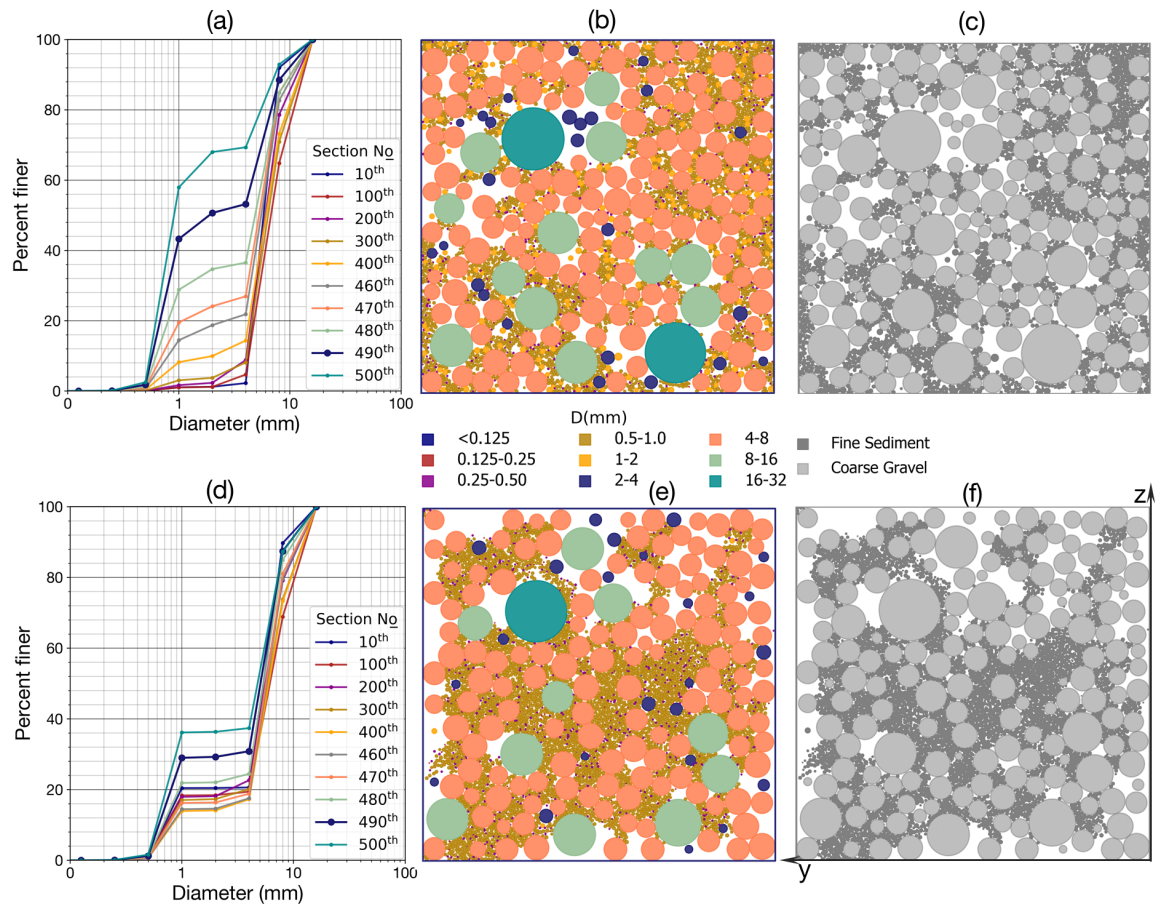 (a)
100
80
60
40
20
0
Percent finer
0
1
10
100
Diameter (mm)
Section No
10th
100th
200th
300th
400th
460th
470th
480th
490th
500th
(b)
(c)
D(mm)
<0.125
0.125-0.25
0.25-0.50
0.5-1.0
1-2
2-4
4-8
8-16
16-32
Fine Sediment
Coarse Gravel
(d)
100
80
60
40
20
0
Percent finer
0
1
10
100
Diameter (mm)
Section No
10th
100th
200th
300th
400th
460th
470th
480th
490th
500th
(e)
(f)
z
y